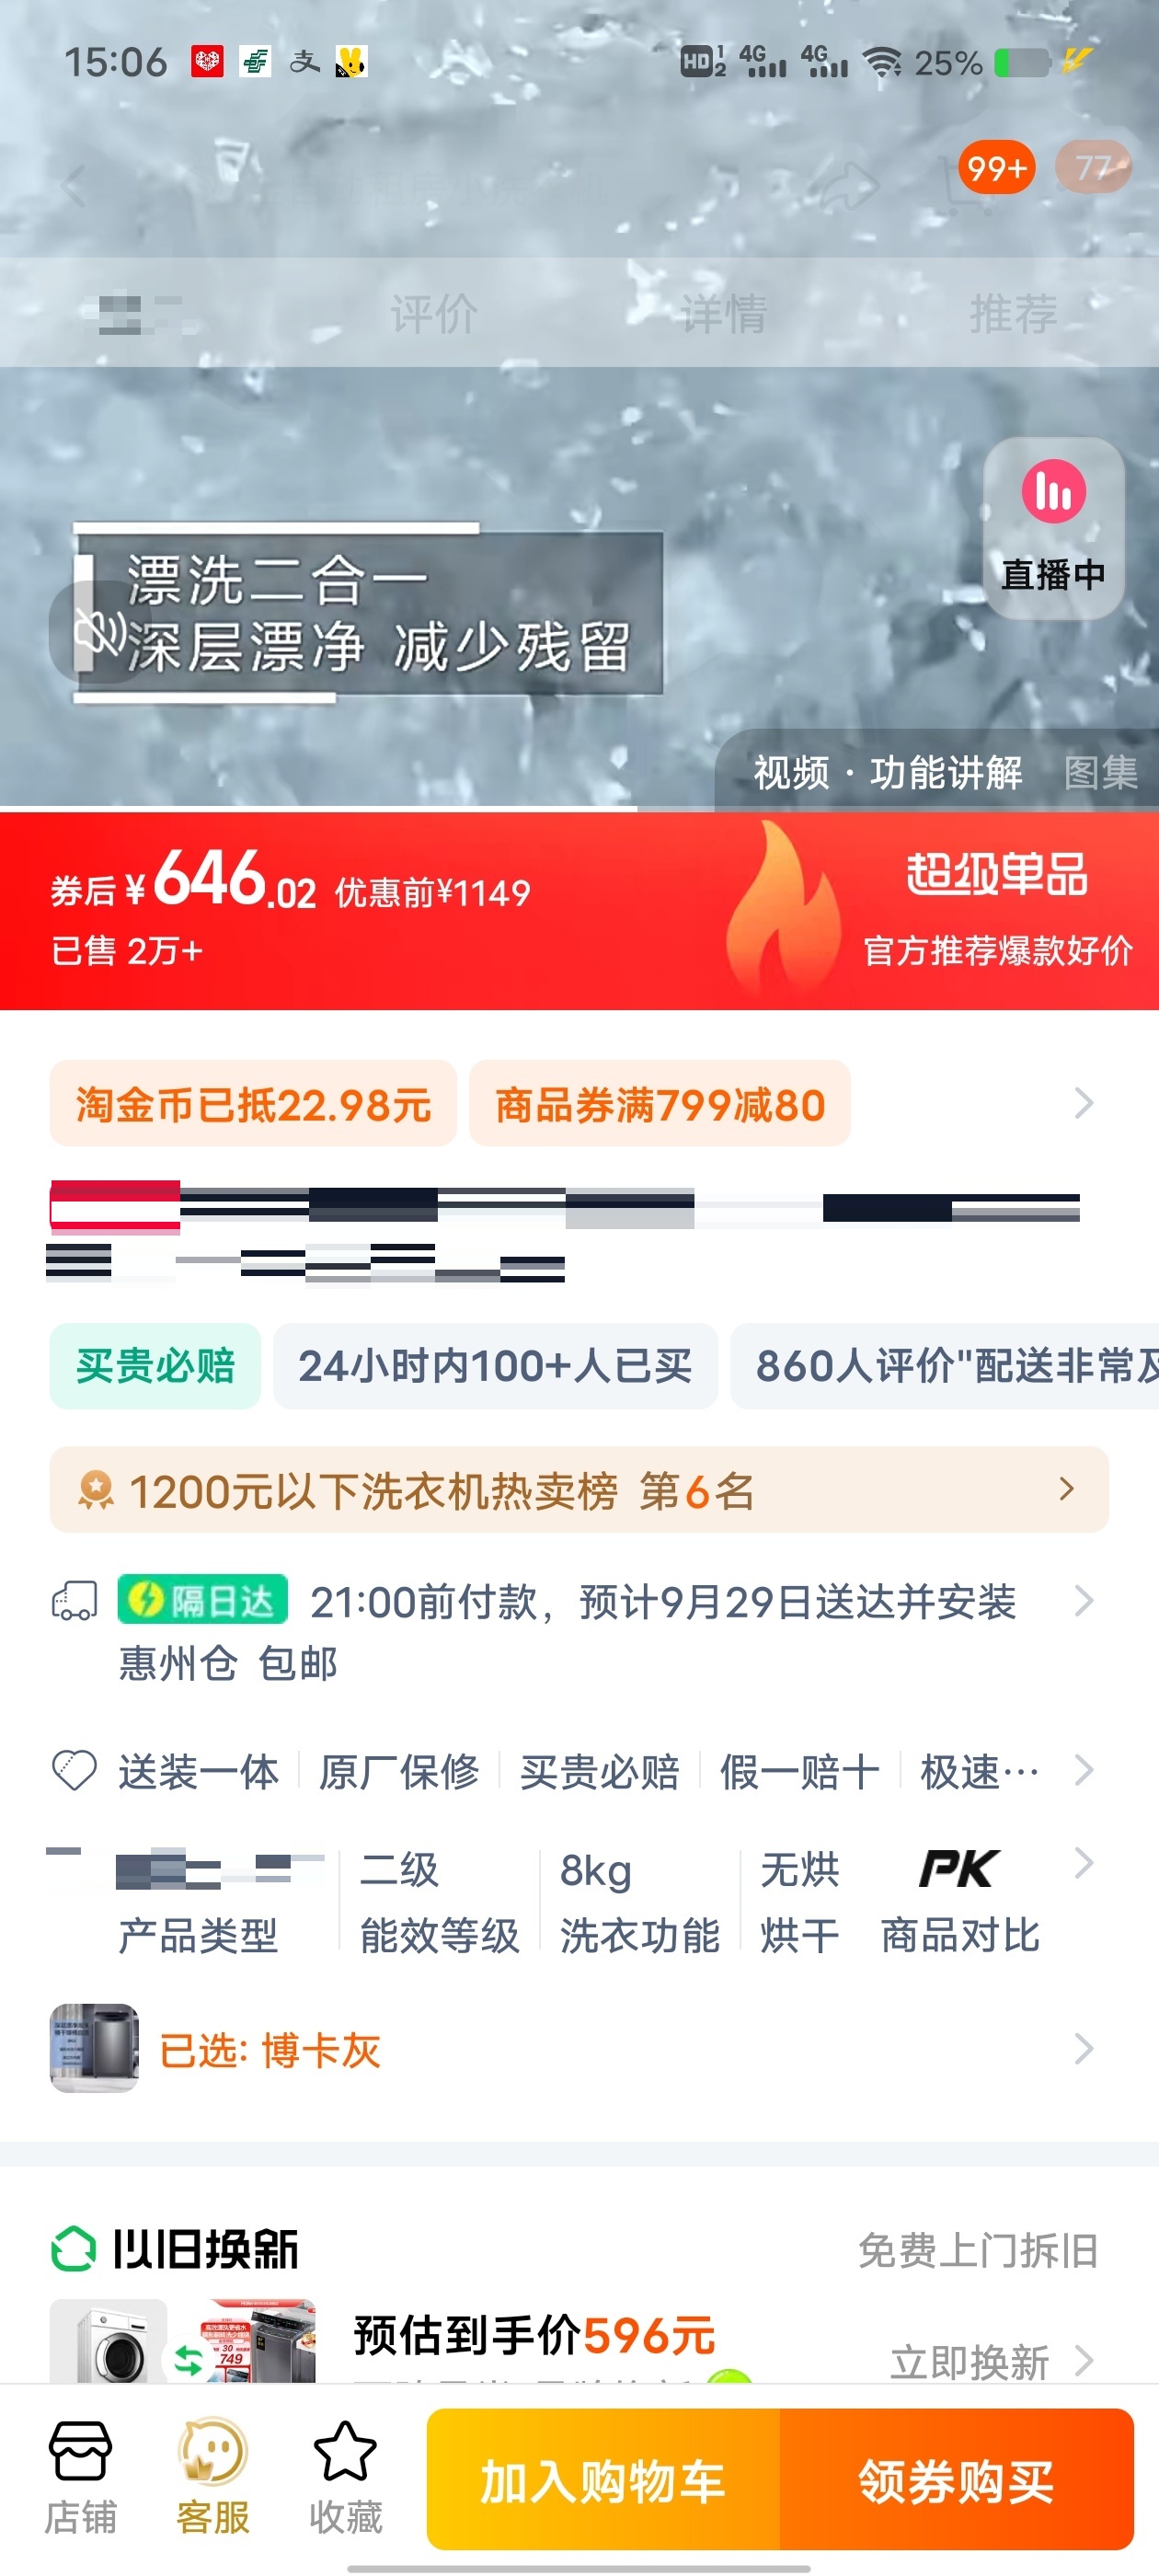 15:06
HD 1 2 4G 4G 25%
99+ 77
评价 详情 推荐
直播中
漂洗二合一
深层漂净 减少残留
视频 · 功能讲解 图集
券后 ¥646.02 优惠前¥1149
已售 2万+
超级单品
官方推荐爆款好价
淘金币已抵22.98元 商品券满799减80
买贵必赔 24小时内100+人已买 860人评价"配送非常及
1200元以下洗衣机热卖榜 第6名
隔日达 21:00前付款，预计9月29日送达并安装
惠州仓 包邮
送装一体 原厂保修 买贵必赔 假一赔十 极速…
二级 8kg 无烘 PK
产品类型 能效等级 洗衣功能 烘干 商品对比
已选: 博卡灰
以旧换新 免费上门拆旧
30
749
预估到手价596元
立即换新
店铺 客服 收藏 加入购物车 领券购买